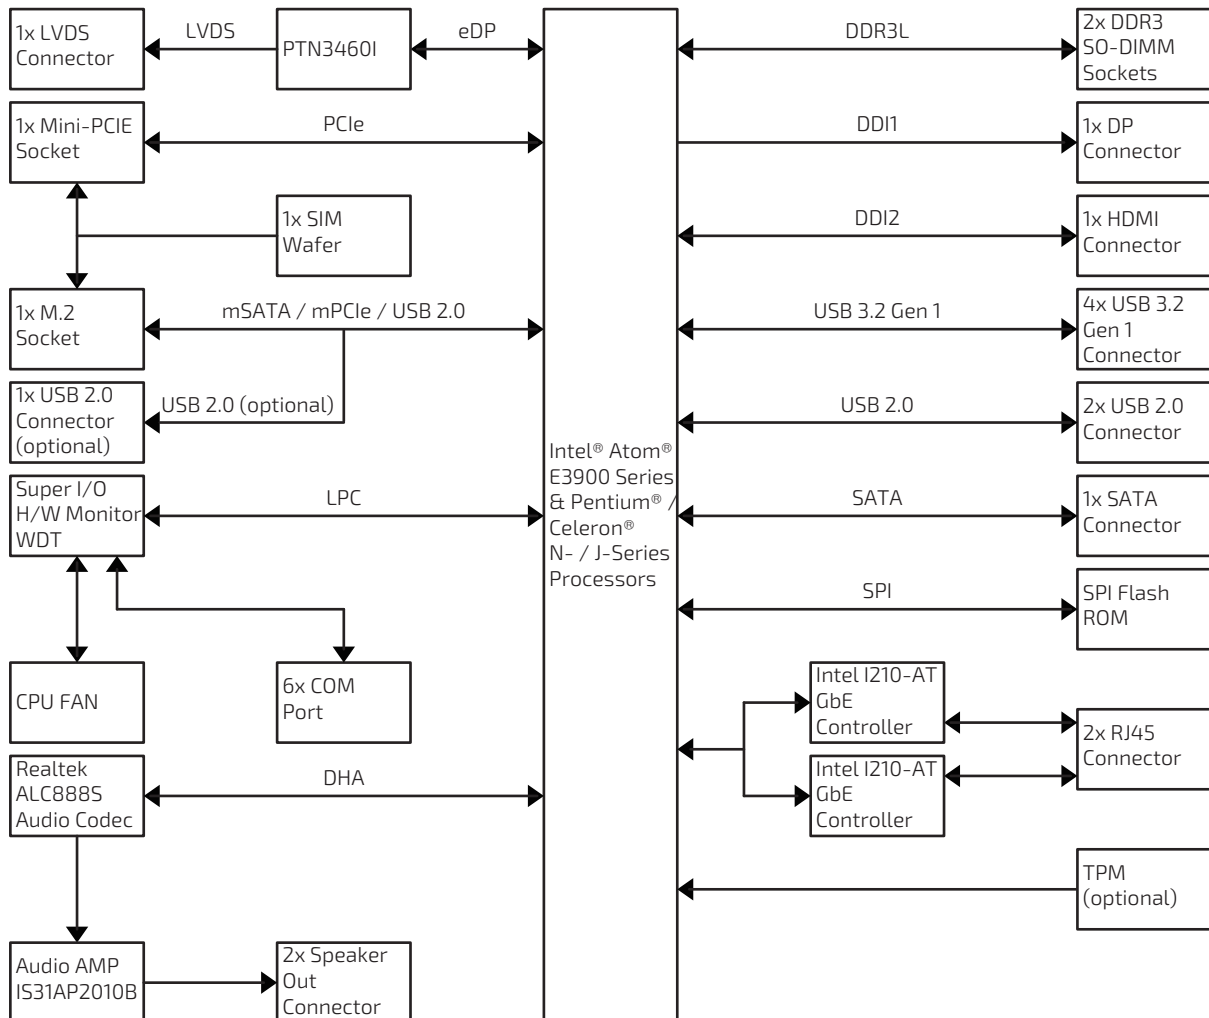 1x LVDS
Connector
LVDS
PTN3460I
eDP
DDR3L
2x DDR3
SO-DIMM
Sockets
1x Mini-PCIE
Socket
PCIe
DDI1
1x DP
Connector
1x SIM
Wafer
DDI2
1x HDMI
Connector
1x M.2
Socket
mSATA / mPCIe / USB 2.0
USB 3.2 Gen 1
4x USB 3.2
Gen 1
Connector
1x USB 2.0
Connector
(optional)
USB 2.0 (optional)
USB 2.0
2x USB 2.0
Connector
Intel® Atom®
E3900 Series
& Pentium® /
Celeron®
N- / J-Series
Processors
Super I/O
H/W Monitor
WDT
LPC
SATA
1x SATA
Connector
SPI
SPI Flash
ROM
CPU FAN
6x COM
Port
Intel I210-AT
GbE
Controller
2x RJ45
Connector
Intel I210-AT
GbE
Controller
Realtek
ALC888S
Audio Codec
DHA
TPM
(optional)
Audio AMP
IS31AP2010B
2x Speaker
Out
Connector